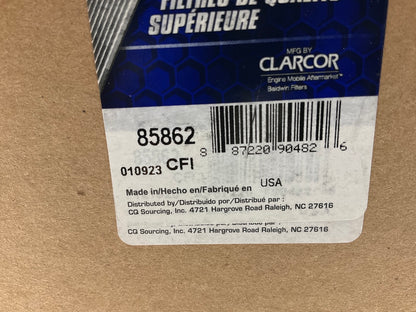 FILTRES DE QUALITÉ
SUPÉRIEURE
MFG BY
CLARCOR
Engine Mobile Aftermarket™
Baldwin Filters
85862
8 87220 90482 6
010923 CFI
Made in/Hecho en/Fabriqué en USA
Distributed by/Distribuido por/Distribué par :
CQ Sourcing, Inc. 4721 Hargrove Road Raleigh, NC 27616
CQ Sourcing, Inc. 4721 Hargrove Road Raleigh, NC 27616